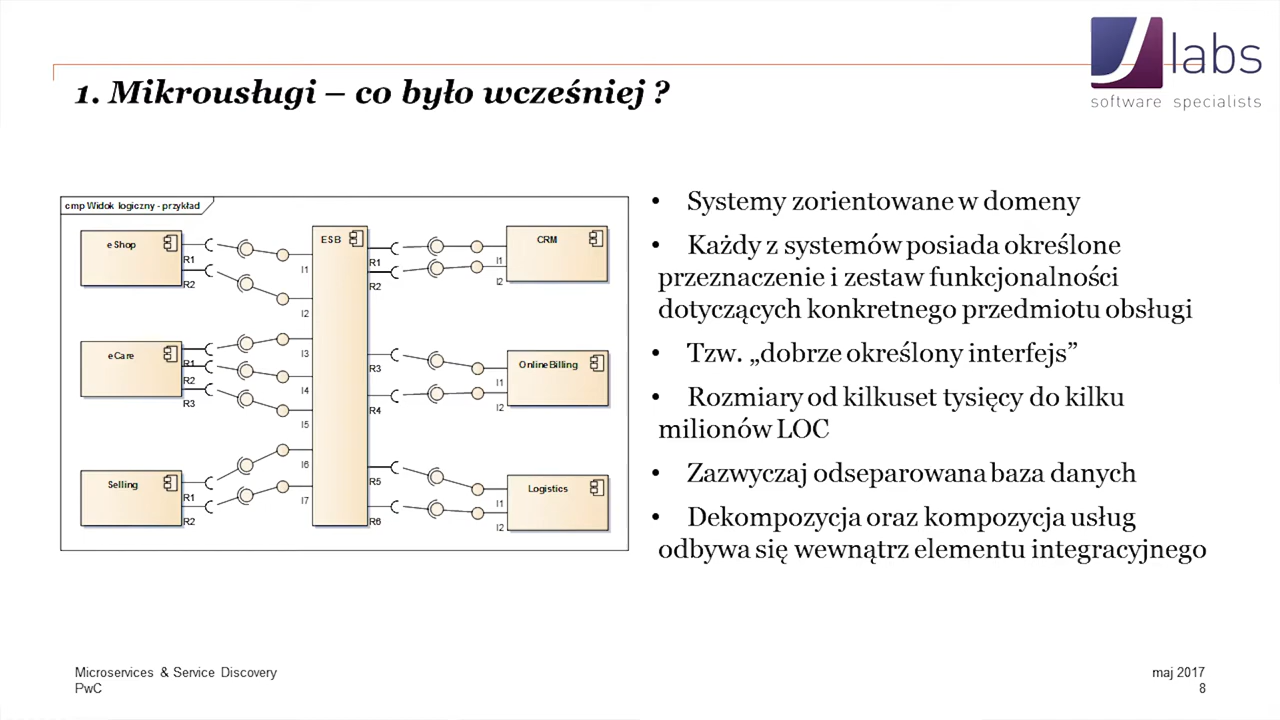 labs
software specialists
1. Mikrousługi – co było wcześniej ?
cmp Widok logiczny - przykład
eShop
R1
R2
I1
I2
eCare
R1
R2
R3
I3
I4
I5
Selling
R1
R2
I6
I7
ESB
R1
R2
R3
R4
R5
R6
CRM
I1
I2
OnlineBilling
I1
I2
Logistics
I1
I2
• Systemy zorientowane w domeny
• Każdy z systemów posiada określone
przeznaczenie i zestaw funkcjonalności
dotyczących konkretnego przedmiotu obsługi
• Tzw. „dobrze określony interfejs”
• Rozmiary od kilkuset tysięcy do kilku
milionów LOC
• Zazwyczaj odseparowana baza danych
• Dekompozycja oraz kompozycja usług
odbywa się wewnątrz elementu integracyjnego
Microservices & Service Discovery
PwC
maj 2017
8